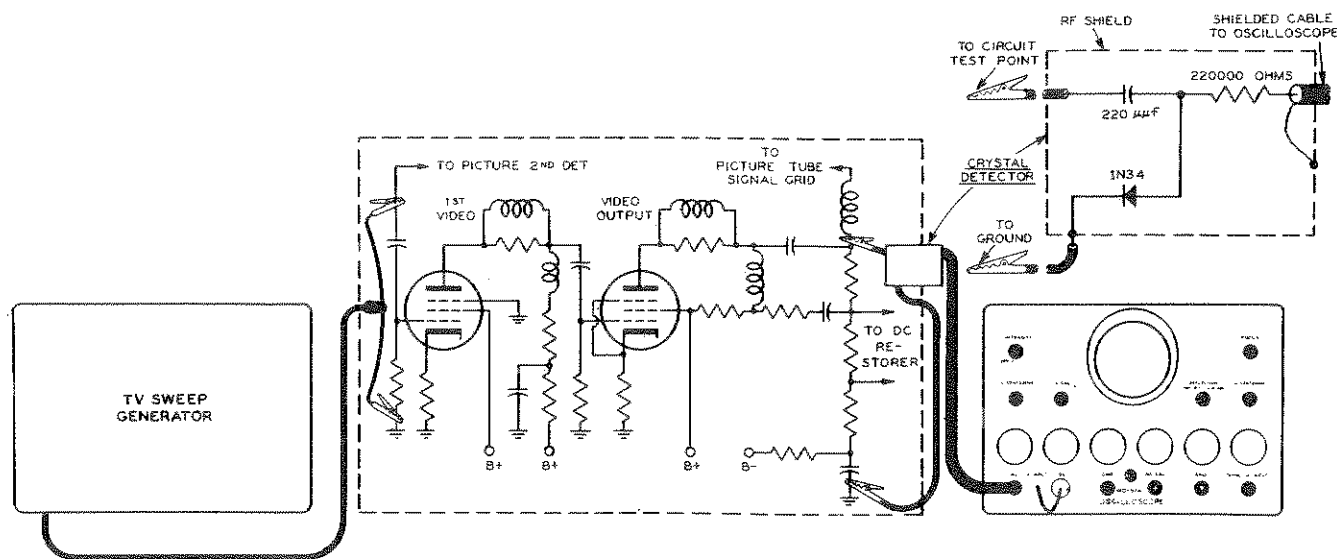 RF SHIELD
SHIELDED CABLE
TO OSCILLOSCOPE
TO CIRCUIT
TEST POINT
220000 OHMS
220 μμf
CRYSTAL
DETECTOR
1N34
TO
GROUND
TO PICTURE 2ND DET
TO
PICTURE TUBE
SIGNAL GRID
1ST
VIDEO
VIDEO
OUTPUT
TO DC
RE-
STORER
B+
B+
B+
B-
TV SWEEP
GENERATOR
OSCILLOSCOPE